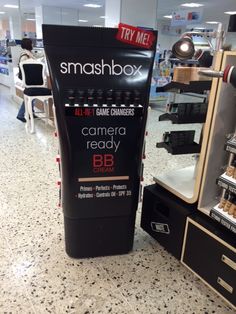 TRY ME!
smashbox
ALL-IN-1 GAME CHANGERS
camera
ready
BB
CREAM
Primes • Perfects • Protects
• Hydrates • Controls Oil • SPF 35